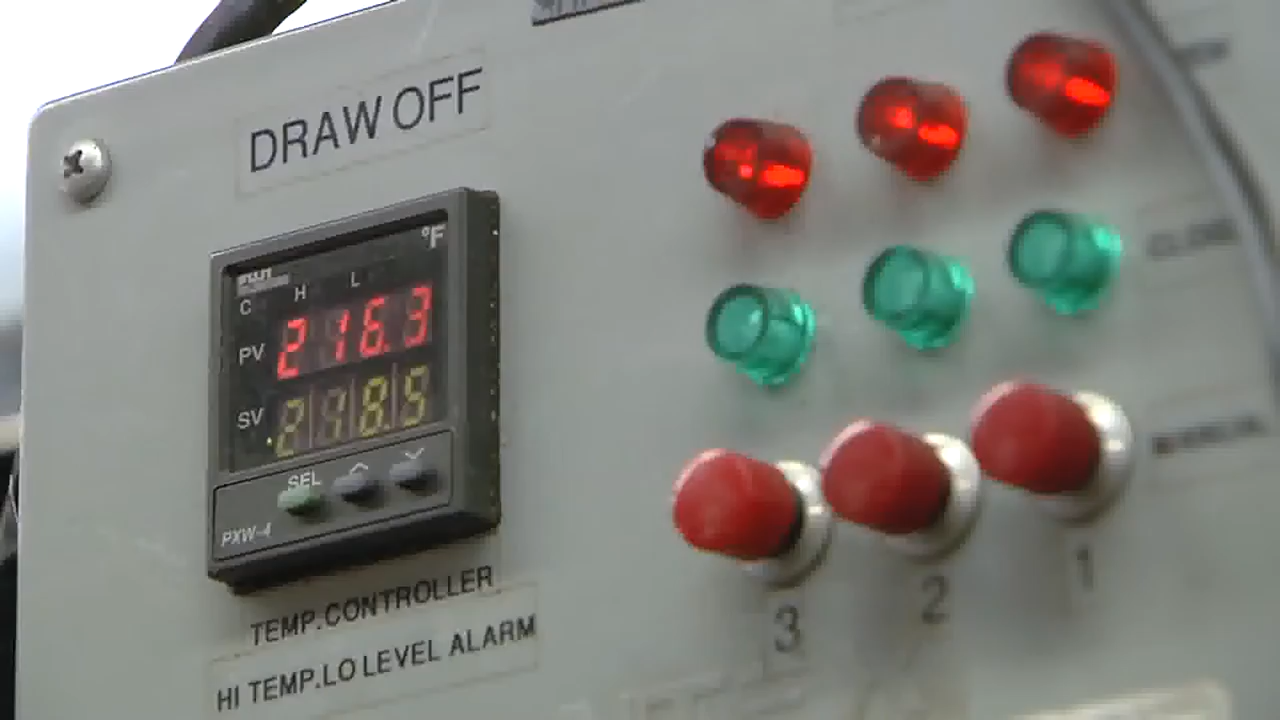 DRAW OFF
°F
FUJI
C H L
PV 216.3
SV 218.5
SEL
PXW-4
TEMP.CONTROLLER
HI TEMP.LO LEVEL ALARM
3 2 1